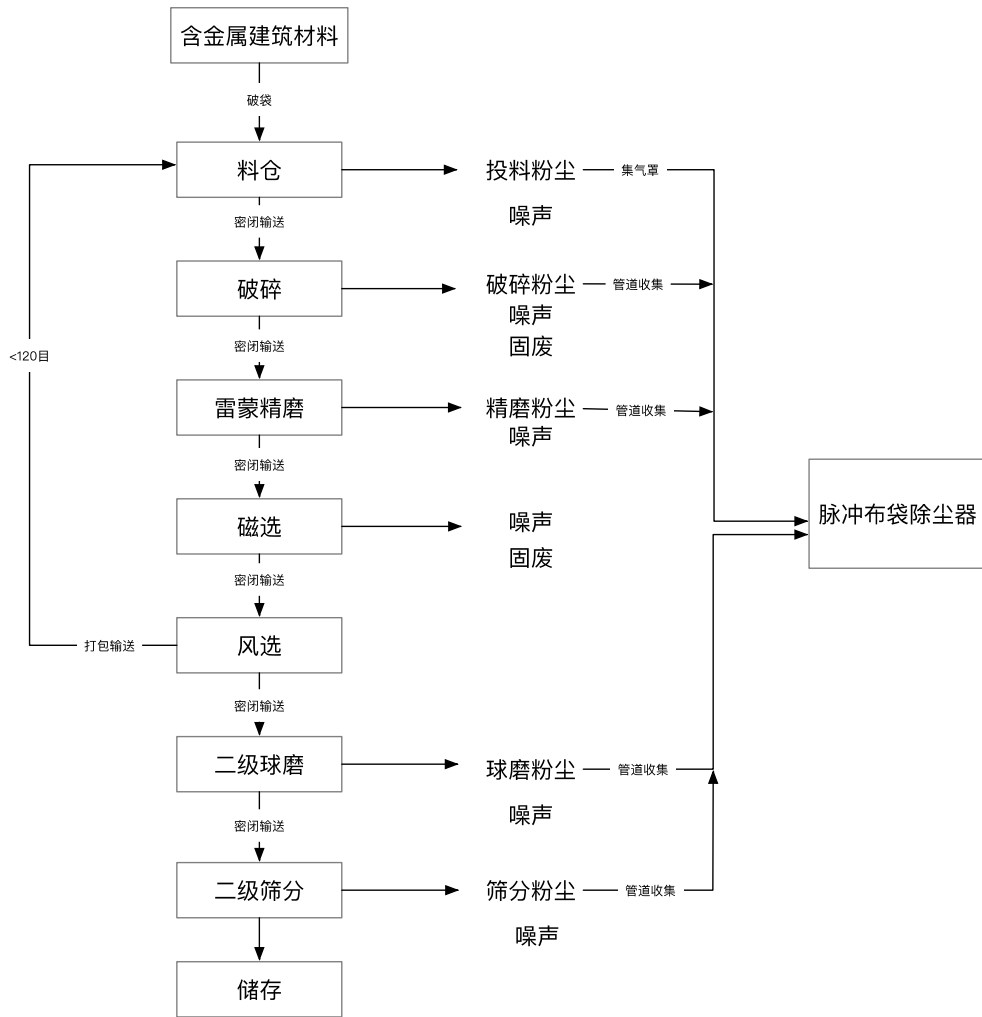 含金属建筑材料
破袋
料仓
投料粉尘
集气罩
噪声
密闭输送
破碎
破碎粉尘
管道收集
噪声
固废
密闭输送
<120目
雷蒙精磨
精磨粉尘
管道收集
噪声
密闭输送
磁选
噪声
固废
脉冲布袋除尘器
密闭输送
风选
打包输送
密闭输送
二级球磨
球磨粉尘
管道收集
噪声
密闭输送
二级筛分
筛分粉尘
管道收集
噪声
储存